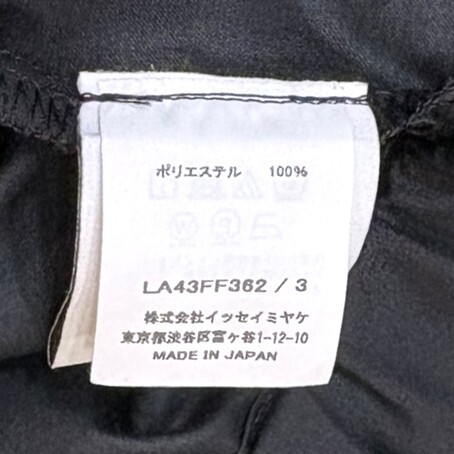 ポリエステル 100%
LA43FF362 / 3
株式会社イッセイミヤケ
東京都渋谷区富ヶ谷1-12-10
MADE IN JAPAN